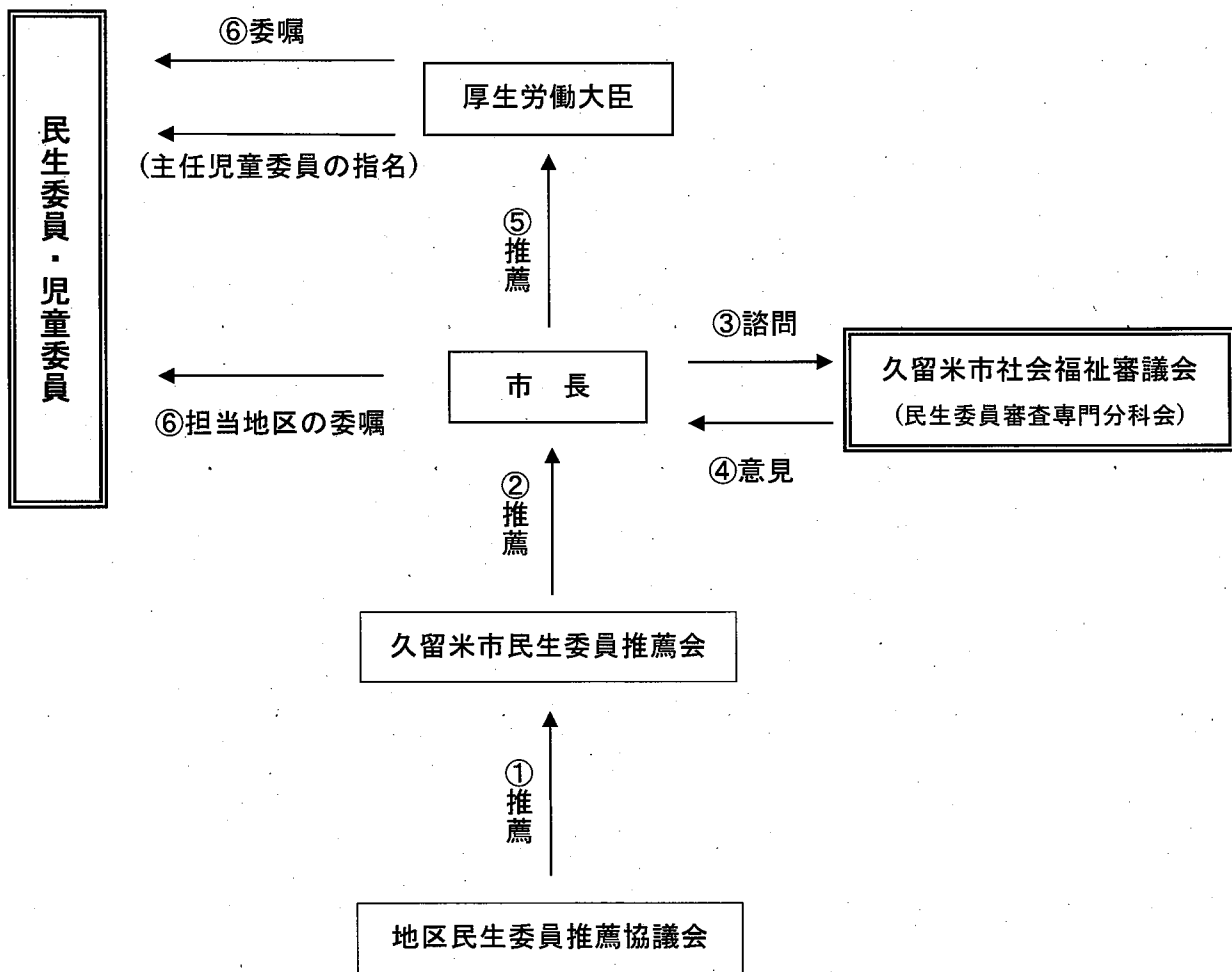 ⑥委嘱
厚生労働大臣
(主任児童委員の指名)
民生委員・児童委員
⑤推薦
③諮問
市　長
久留米市社会福祉審議会
(民生委員審査専門分科会)
⑥担当地区の委嘱
④意見
②推薦
久留米市民生委員推薦会
①推薦
地区民生委員推薦協議会